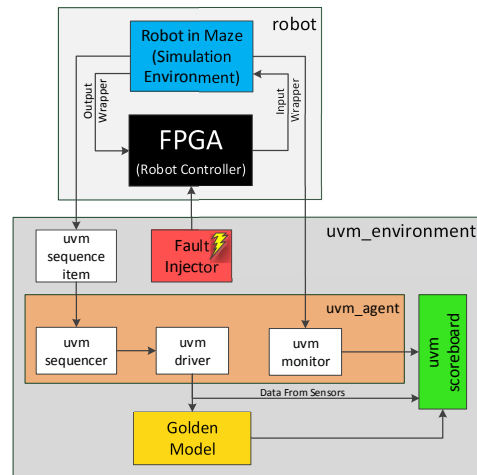 robot
Robot in Maze
(Simulation
Environment)
Output
Wrapper
Input
Wrapper
FPGA
(Robot Controller)
uvm_environment
uvm
sequence
item
Fault
Injector
uvm_agent
uvm
sequencer
uvm
driver
uvm
monitor
uvm
scoreboard
Data From Sensors
Golden
Model